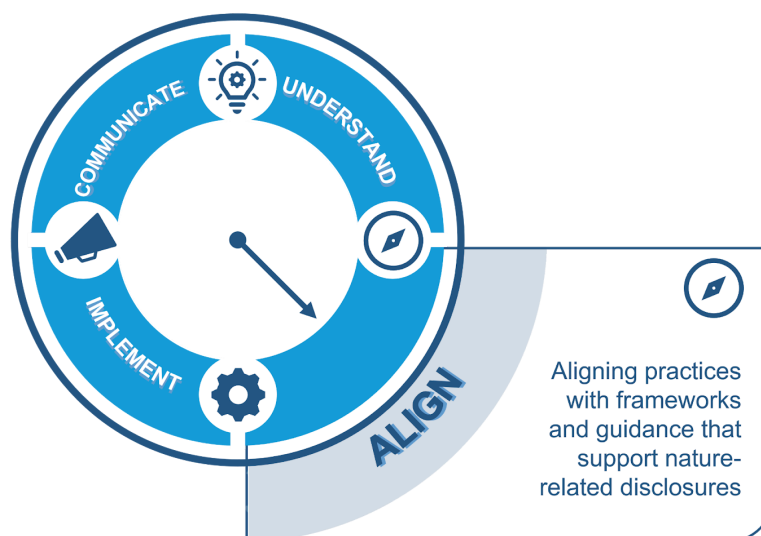 COMMUNICATE
UNDERSTAND
IMPLEMENT
ALIGN
Aligning practices
with frameworks
and guidance that
support nature-
related disclosures